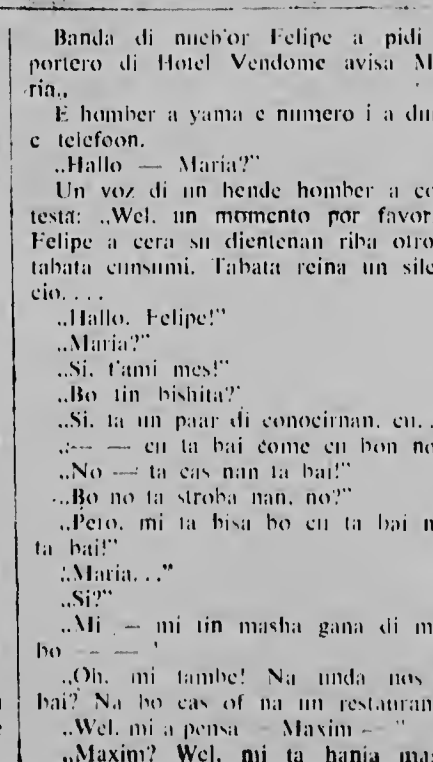 Banda di nueb'or Felipe a pidi
portero di Hotel Vendome avisa M
ria.,
E homber a yama e numero i a du
e telefoon.
„Hallo — Maria?"
Un voz di un hende homber a co
testa: „Wel. un momento por favor
Felipe a cera su dientenan riba otro
tabata cunsumi. Tabata reina un sile
cio. . . .
„Hallo. Felipe!"
„Maria?"
„Si. t'ami mes!"
„Bo tin bishita?'
„Si. ta un paar di conocirnan. cu. .
„— — cu ta bai come cu bon no
„No — ta cas nan ta bai!"
„Bo no ta stroba nan. no?"
„Pero. mi ta bisa bo cu ta bai n
ta bai!"
„Maria. . ."
„Si?"
„Mi — mi tin masha gana di m
bo — — '
„Oh. mi tambe! Na unda nos
bai? Na bo cas of na un restauran
„Wel. mi a pensa — Maxim — "
„Maxim? Wel. mi ta hanja mas